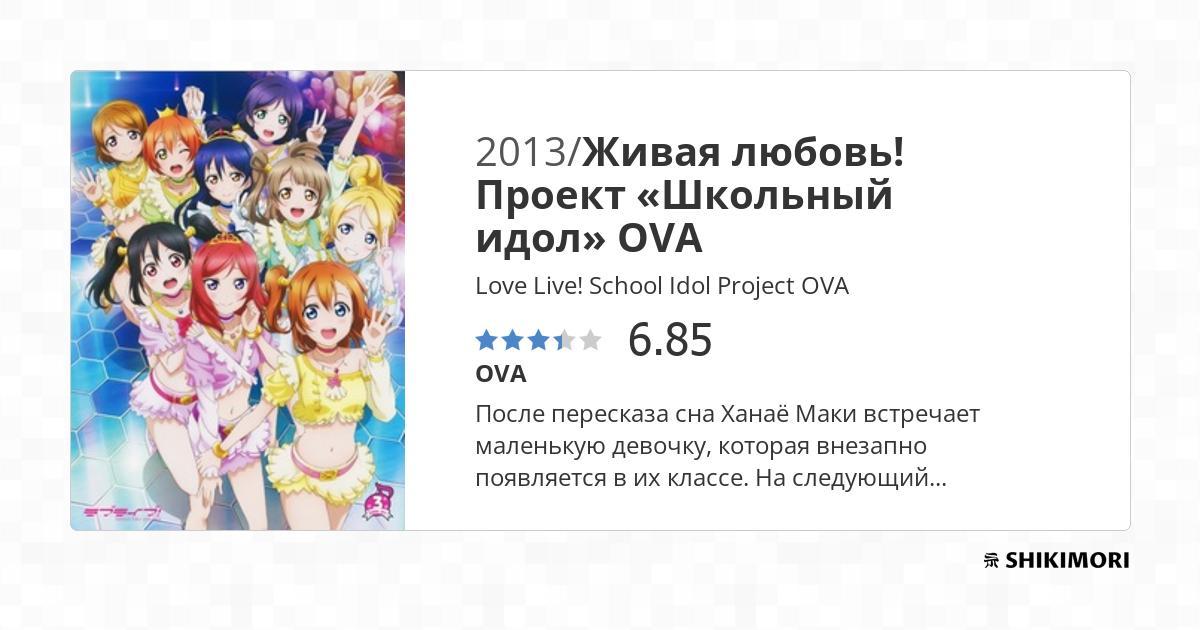 2013/Живая любовь!
Проект «Школьный
идол» OVA
Love Live! School Idol Project OVA
6.85
OVA
После пересказа сна Ханаё Маки встречает
маленькую девочку, которая внезапно
появляется в их классе. На следующий...
ラブライブ!
3
SHIKIMORI